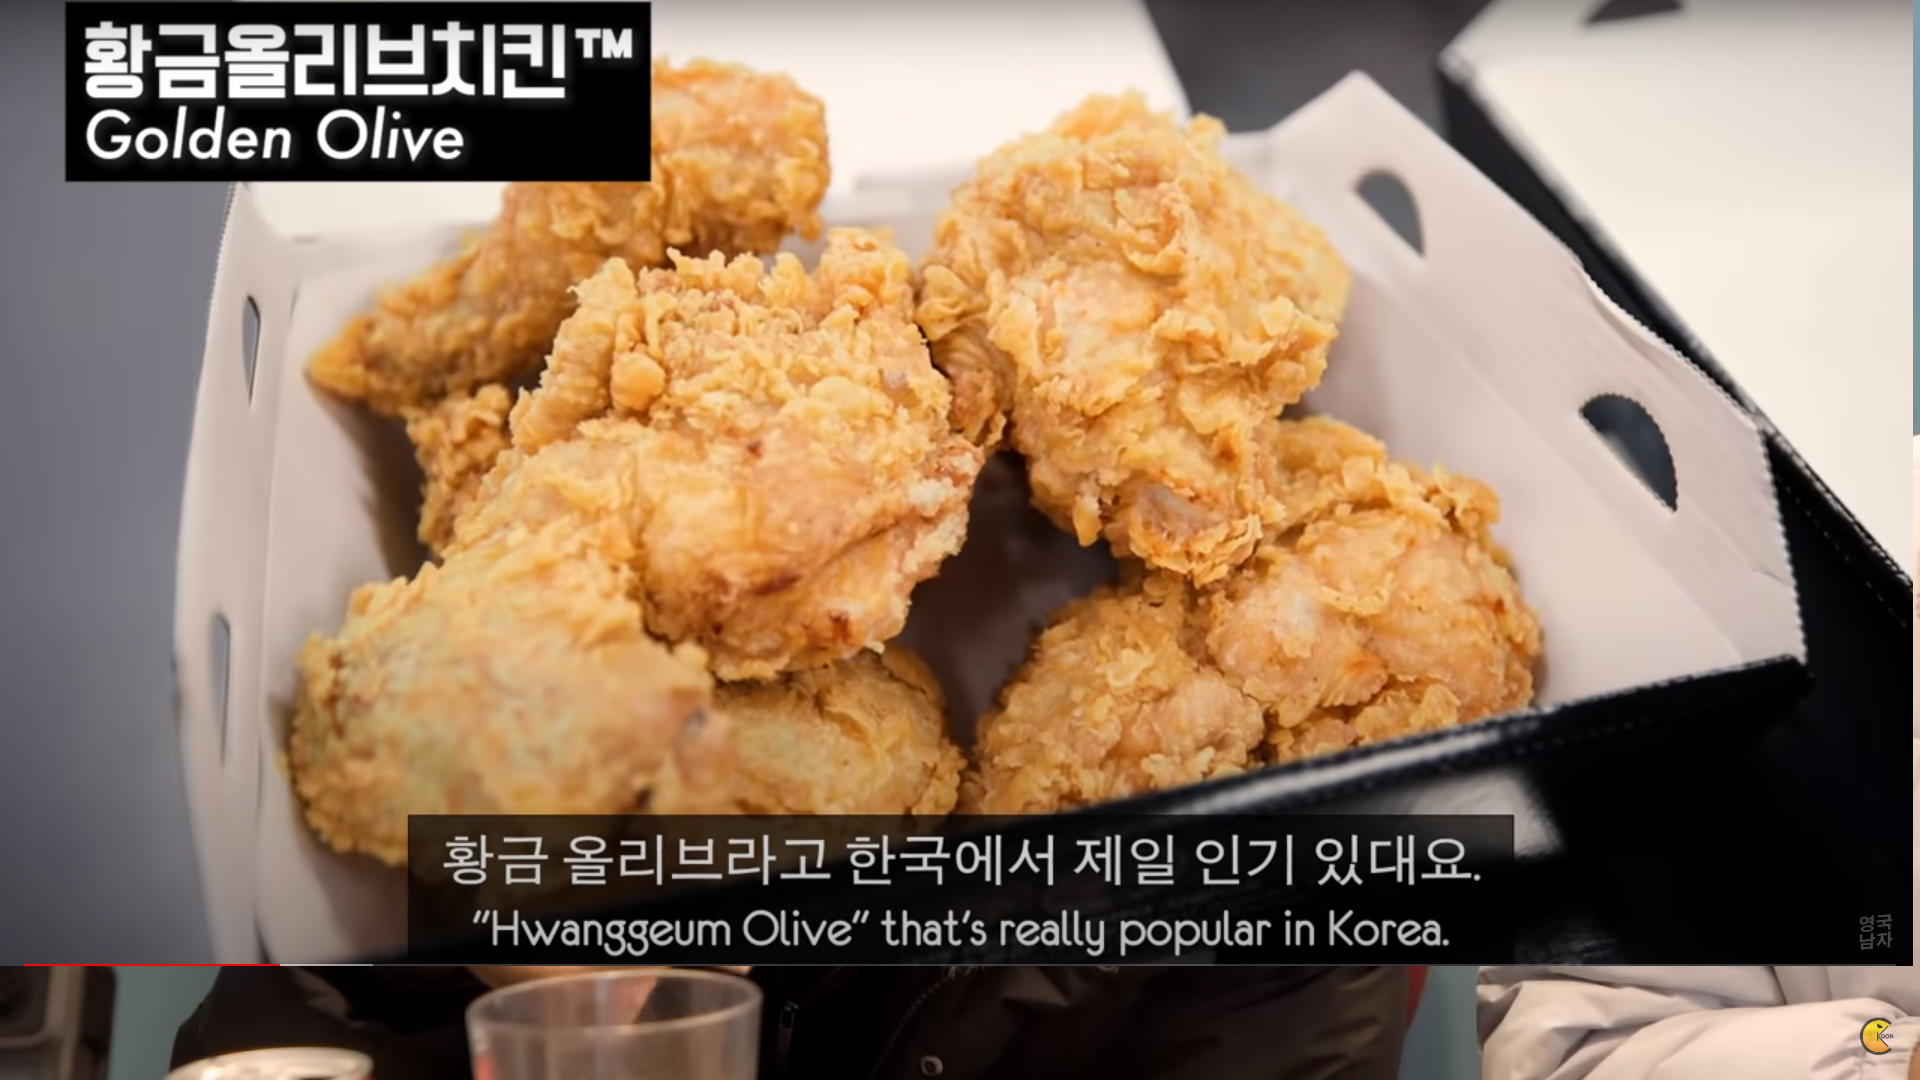 황금올리브치킨™
Golden Olive
황금 올리브라고 한국에서 제일 인기 있대요.
"Hwanggeum Olive" that's really popular in Korea.
영국
남자
KOON